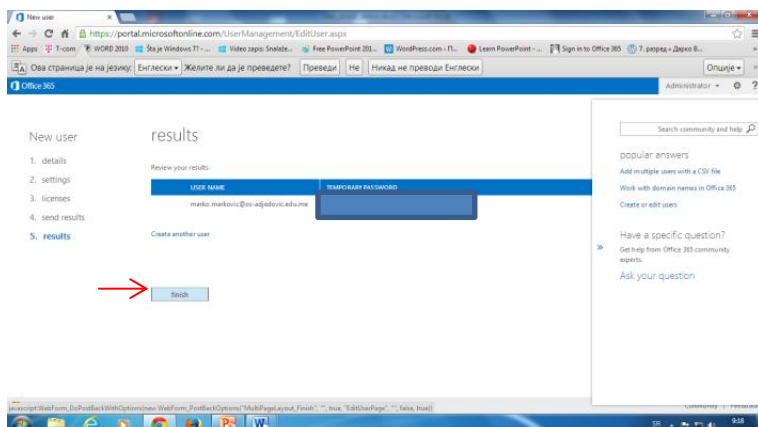 New user
https://portal.microsoftonline.com/UserManagement/EditUser.aspx
Apps T-com WORD 2010 Šta je Windows 7? - ... Video zapis: Snalaže... Free PowerPoint 201... WordPress.com › П... Learn PowerPoint - ... Sign in to Office 365 7. разред « Дарко В...
Ова страница је на језику: Енглески Желите ли да је преведете? Преведи Не Никад не преводи Енглески Опције
Office 365 Administrator ?
New user
1. details
2. settings
3. licenses
4. send results
5. results
results
Review your results.
USER NAME TEMPORARY PASSWORD
marko.markovic@os-adjedovic.edu.me
Create another user
finish
Search community and help
popular answers
Add multiple users with a CSV file
Work with domain names in Office 365
Create or edit users
Have a specific question?
Get help from Office 365 community
experts.
Ask your question
javascript:WebForm_DoPostBackWithOptions(new WebForm_PostBackOptions("MultiPageLayout_Finish", "", true, "EditUserPage", "", false, true))
Community Feedback
SR 9:18